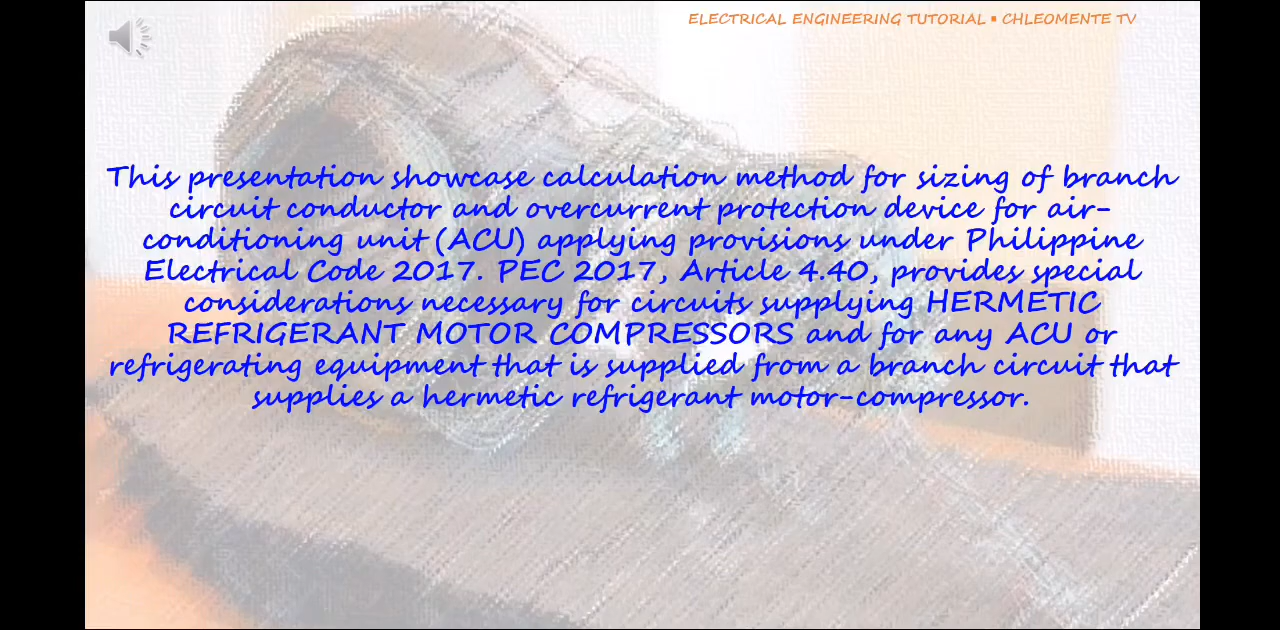 ELECTRICAL ENGINEERING TUTORIAL ▪ CHLEOMENTE TV
This presentation showcase calculation method for sizing of branch
circuit conductor and overcurrent protection device for air-
conditioning unit (ACU) applying provisions under Philippine
Electrical Code 2017. PEC 2017, Article 4.40, provides special
considerations necessary for circuits supplying HERMETIC
REFRIGERANT MOTOR COMPRESSORS and for any ACU or
refrigerating equipment that is supplied from a branch circuit that
supplies a hermetic refrigerant motor-compressor.